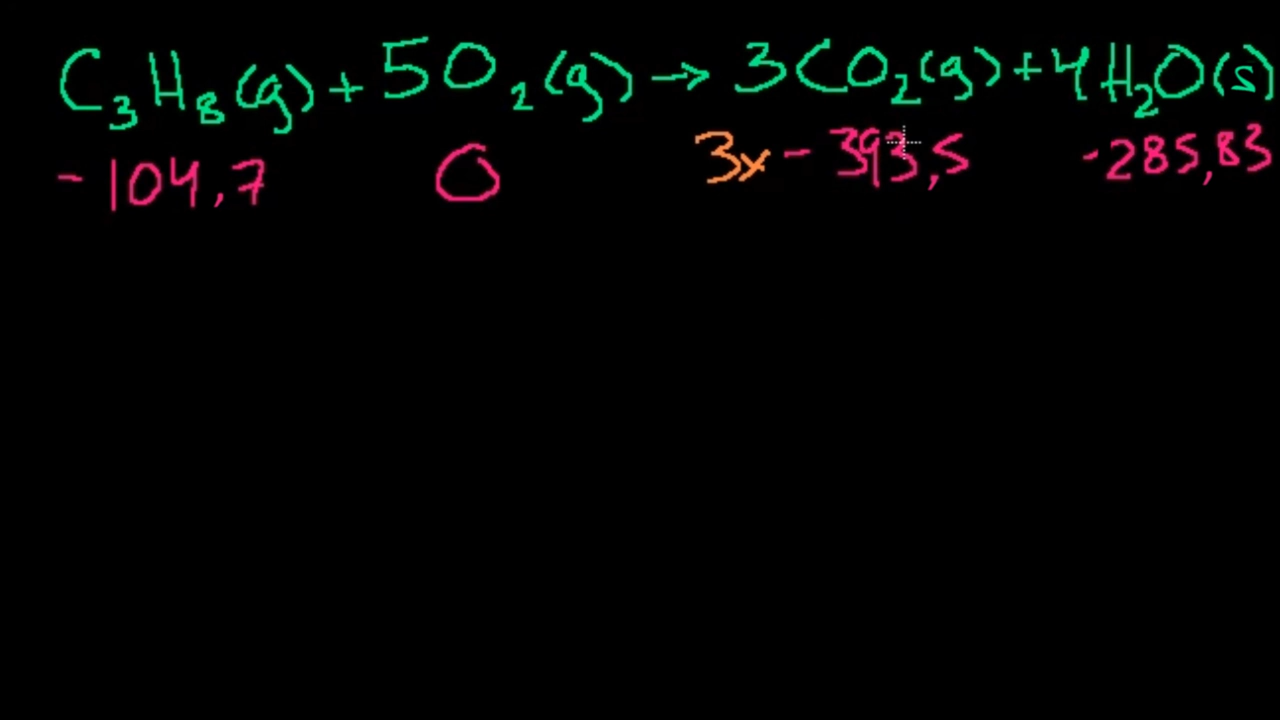 C₃H₈(g) + 5O₂(g) → 3CO₂(g) + 4H₂O(s)
-104,7 0 3x - 393,5 -285,83